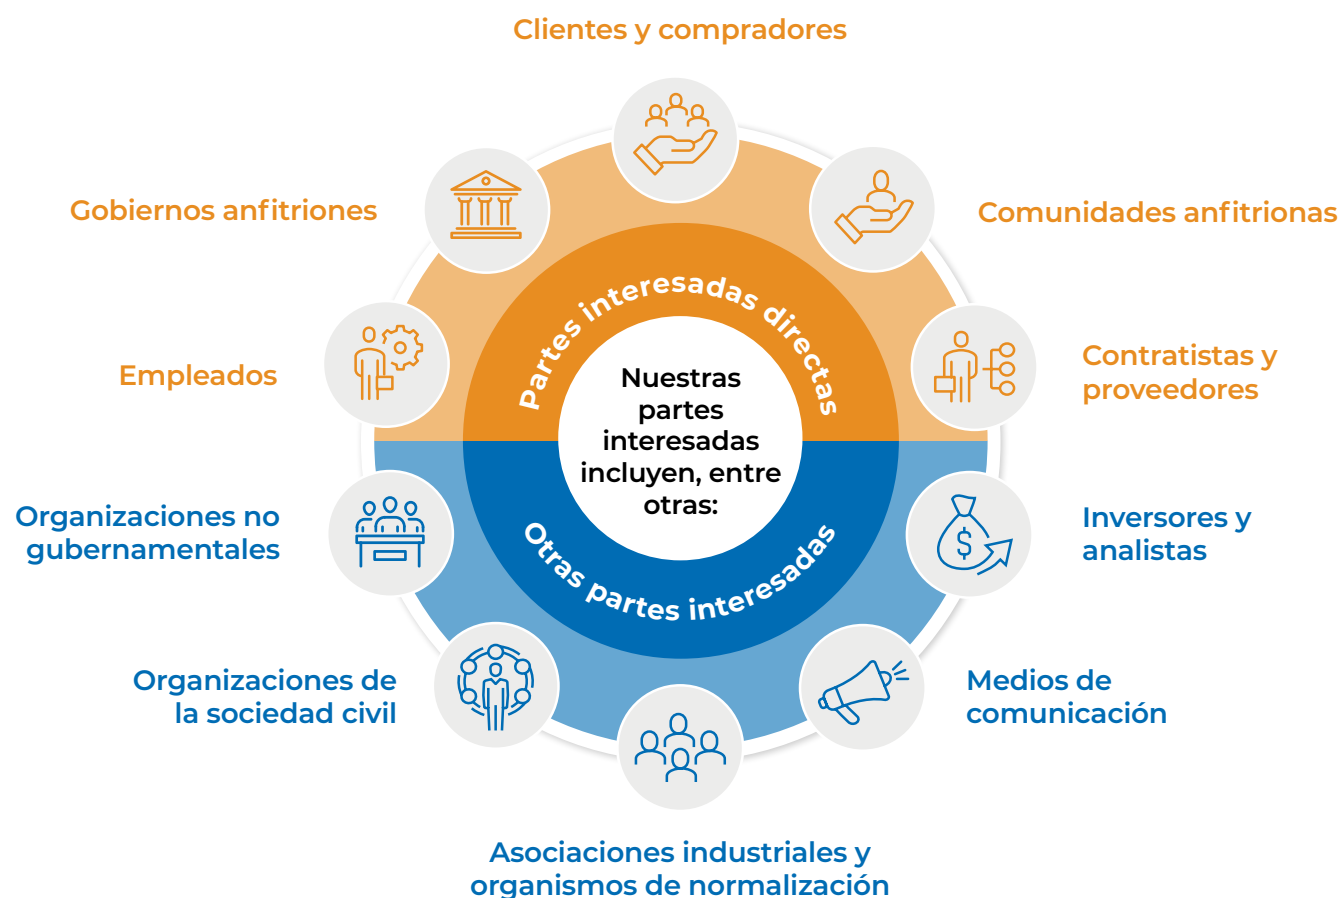 Clientes y compradores
Gobiernos anfitriones
Comunidades anfitrionas
Empleados
Contratistas y
proveedores
Partes interesadas directas
Nuestras
partes
interesadas
incluyen, entre
otras:
Otras partes interesadas
Organizaciones no
gubernamentales
Inversores y
analistas
Organizaciones de
la sociedad civil
Medios de
comunicación
Asociaciones industriales y
organismos de normalización
$